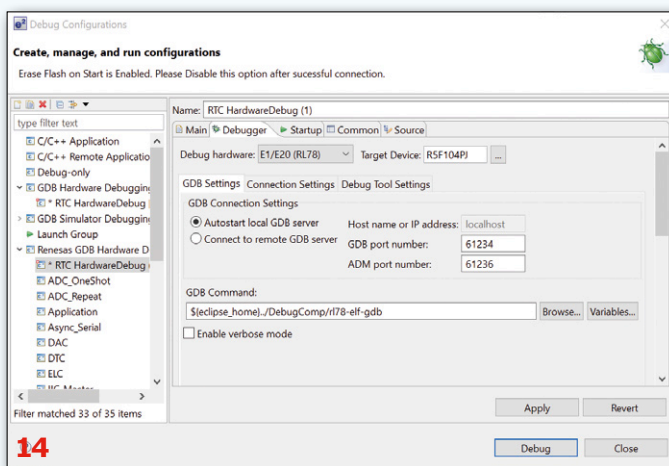 Debug Configurations
Create, manage, and run configurations
Erase Flash on Start is Enabled. Please Disable this option after sucessful connection.
type filter text
C/C++ Application
C/C++ Remote Applicatio
Debug-only
GDB Hardware Debugging
* RTC HardwareDebug
GDB Simulator Debugging
Launch Group
Renesas GDB Hardware D
* RTC HardwareDebug (
ADC_OneShot
ADC_Repeat
Application
Async_Serial
DAC
DTC
ELC
IIC_Master
Filter matched 33 of 35 items
Name: RTC HardwareDebug (1)
Main Debugger Startup Common Source
Debug hardware: E1/E20 (RL78) Target Device: R5F104PJ ...
GDB Settings Connection Settings Debug Tool Settings
GDB Connection Settings
Autostart local GDB server Host name or IP address: localhost
Connect to remote GDB server GDB port number: 61234
ADM port number: 61236
GDB Command:
${eclipse_home}../DebugComp/rl78-elf-gdb Browse... Variables...
Enable verbose mode
Apply Revert
14 Debug Close